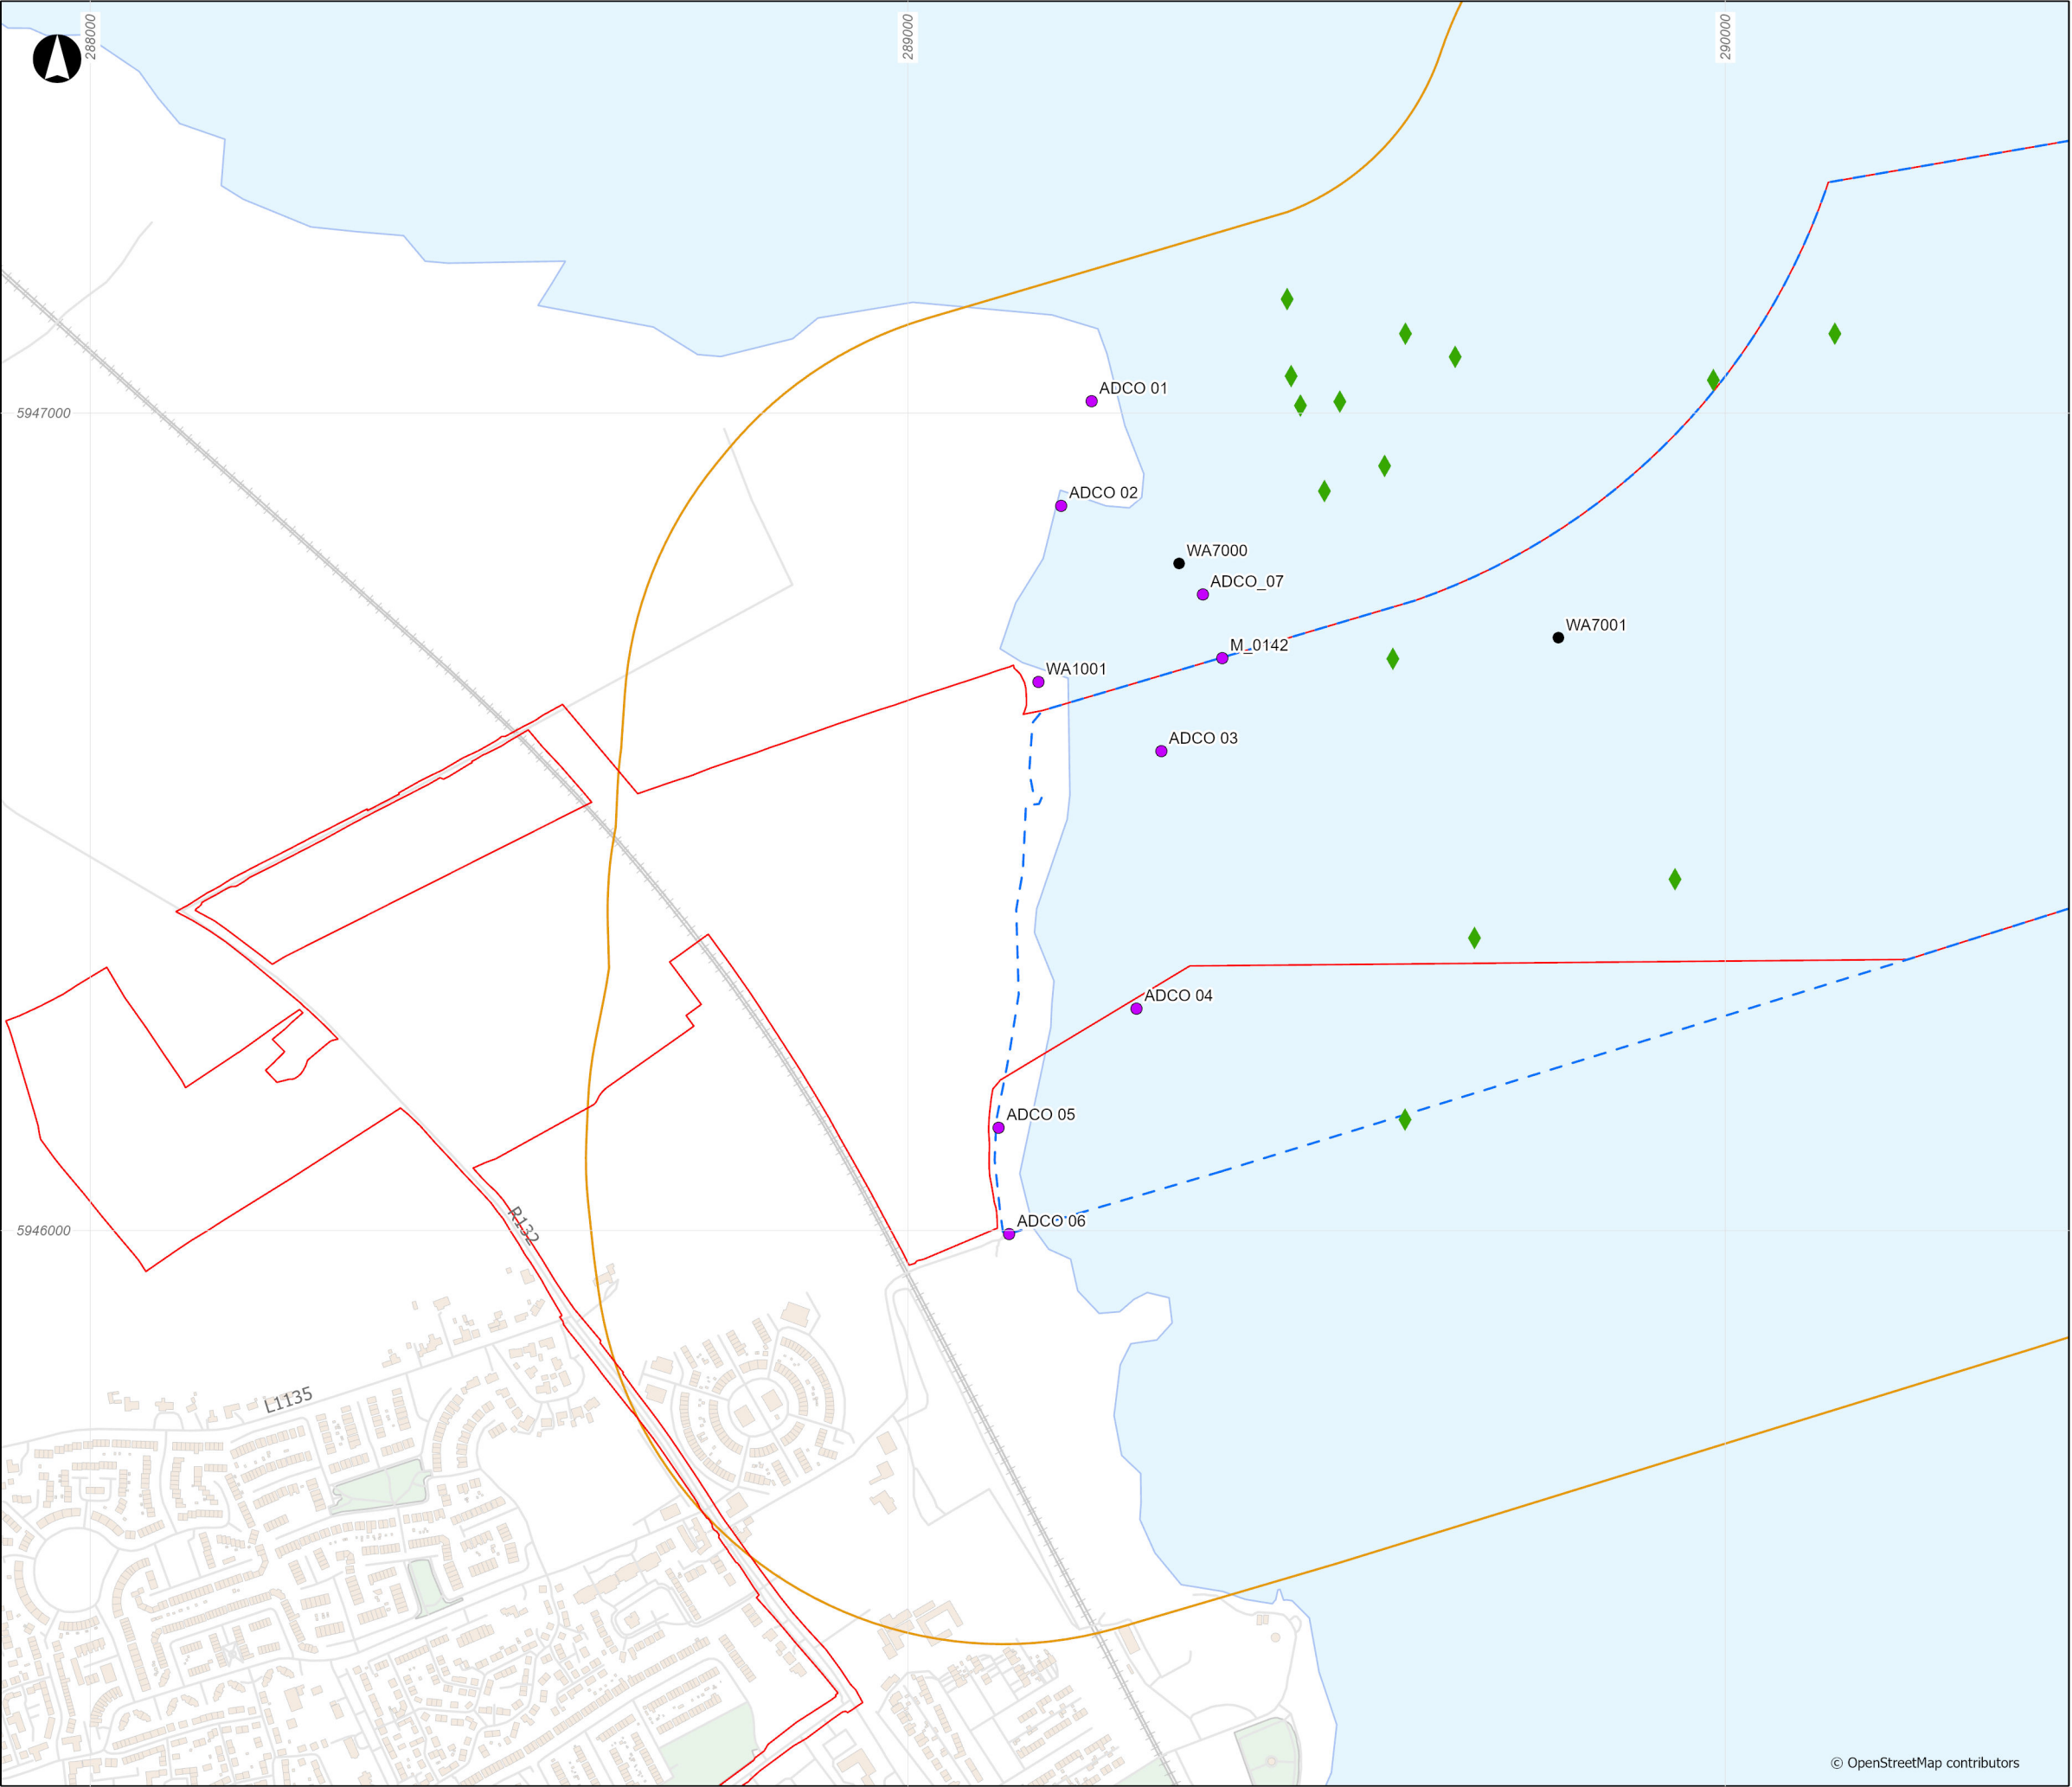 288000
289000
290000
ADCO 01
5947000
ADCO 02
WA7000
ADCO_07
WA7001
M_0142
WA1001
ADCO 03
ADCO 04
ADCO 05
ADCO 06
5946000
R132
L1135
© OpenStreetMap contributors